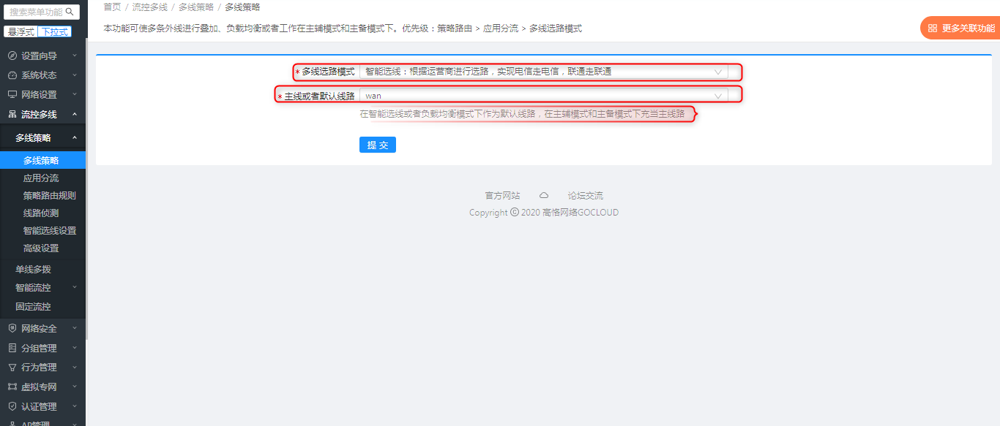 搜索菜单功能
悬浮式 下拉式
设置向导
系统状态
网络设置
流控多线
多线策略
多线策略
应用分流
策略路由规则
线路侦测
智能选线设置
高级设置
单线多拨
智能流控
固定流控
网络安全
分组管理
行为管理
虚拟专网
认证管理
AP管理
首页 / 流控多线 / 多线策略 / 多线策略
本功能可使多条外线进行叠加、负载均衡或者工作在主辅模式和主备模式下。优先级：策略路由 > 应用分流 > 多线选路模式
更多关联功能
* 多线选路模式 智能选线：根据运营商进行选路，实现电信走电信，联通走联通
* 主线或者默认线路 wan
在智能选线或者负载均衡模式下作为默认线路，在主辅模式和主备模式下充当主线路
提 交
官方网站 论坛交流
Copyright © 2020 高恪网络GOCLOUD